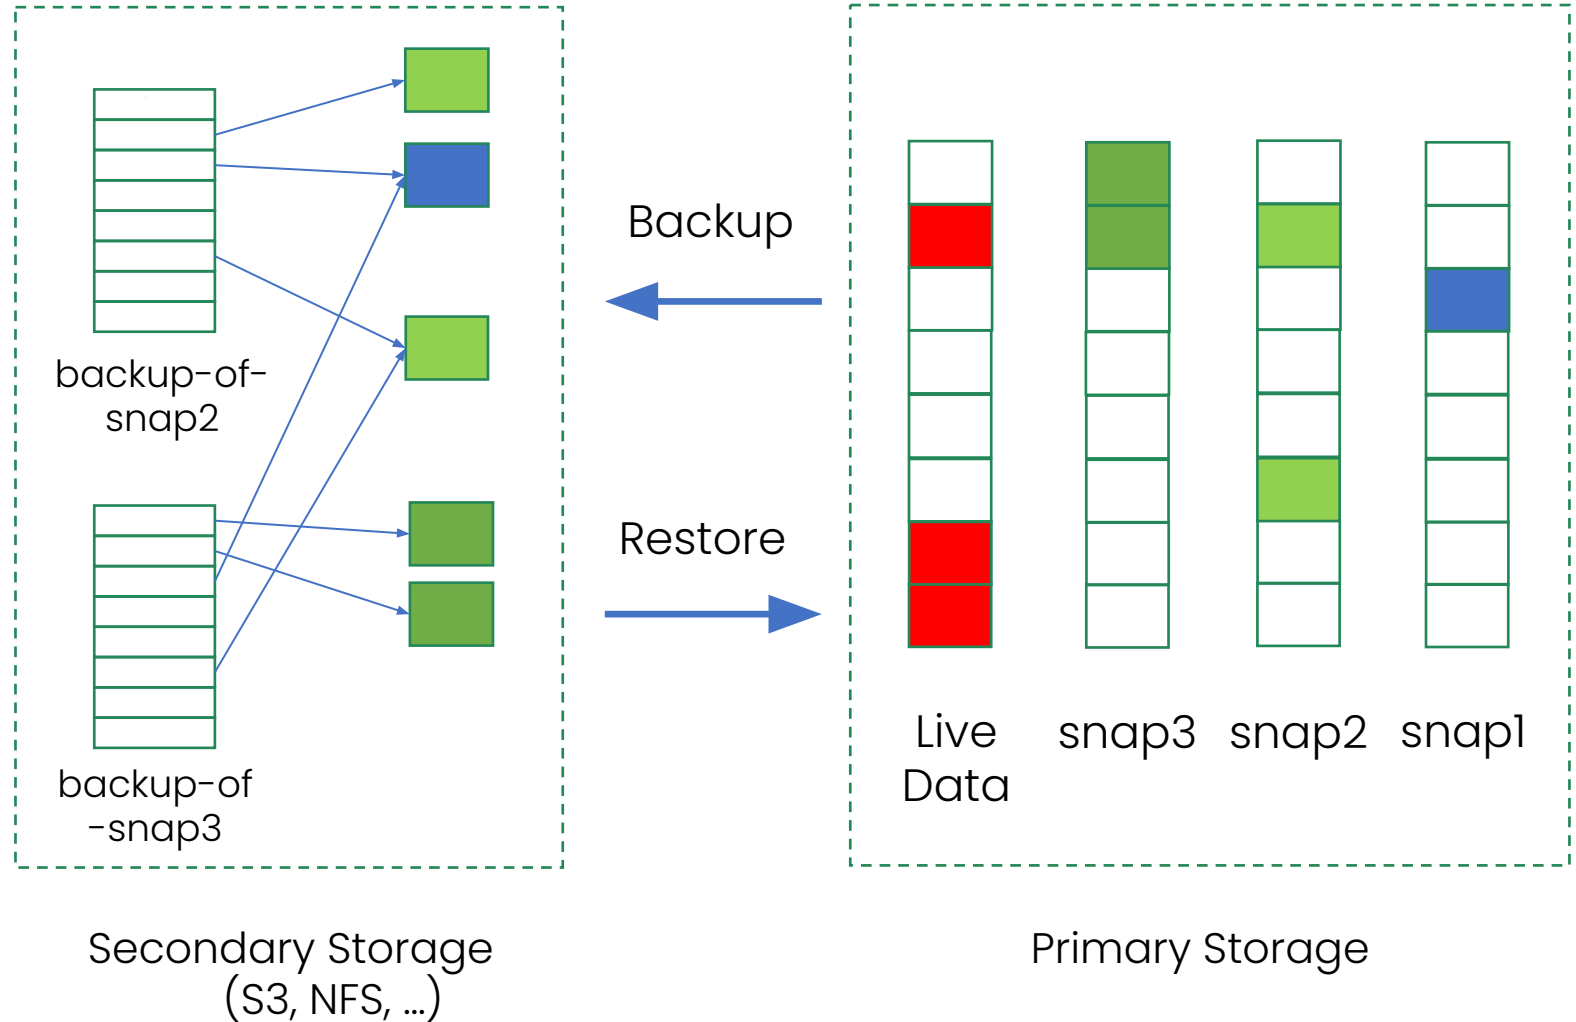 backup-of-
snap2
backup-of
-snap3
Secondary Storage
(S3, NFS, ...)
Backup
Restore
Live
Data
snap3
snap2
snap1
Primary Storage